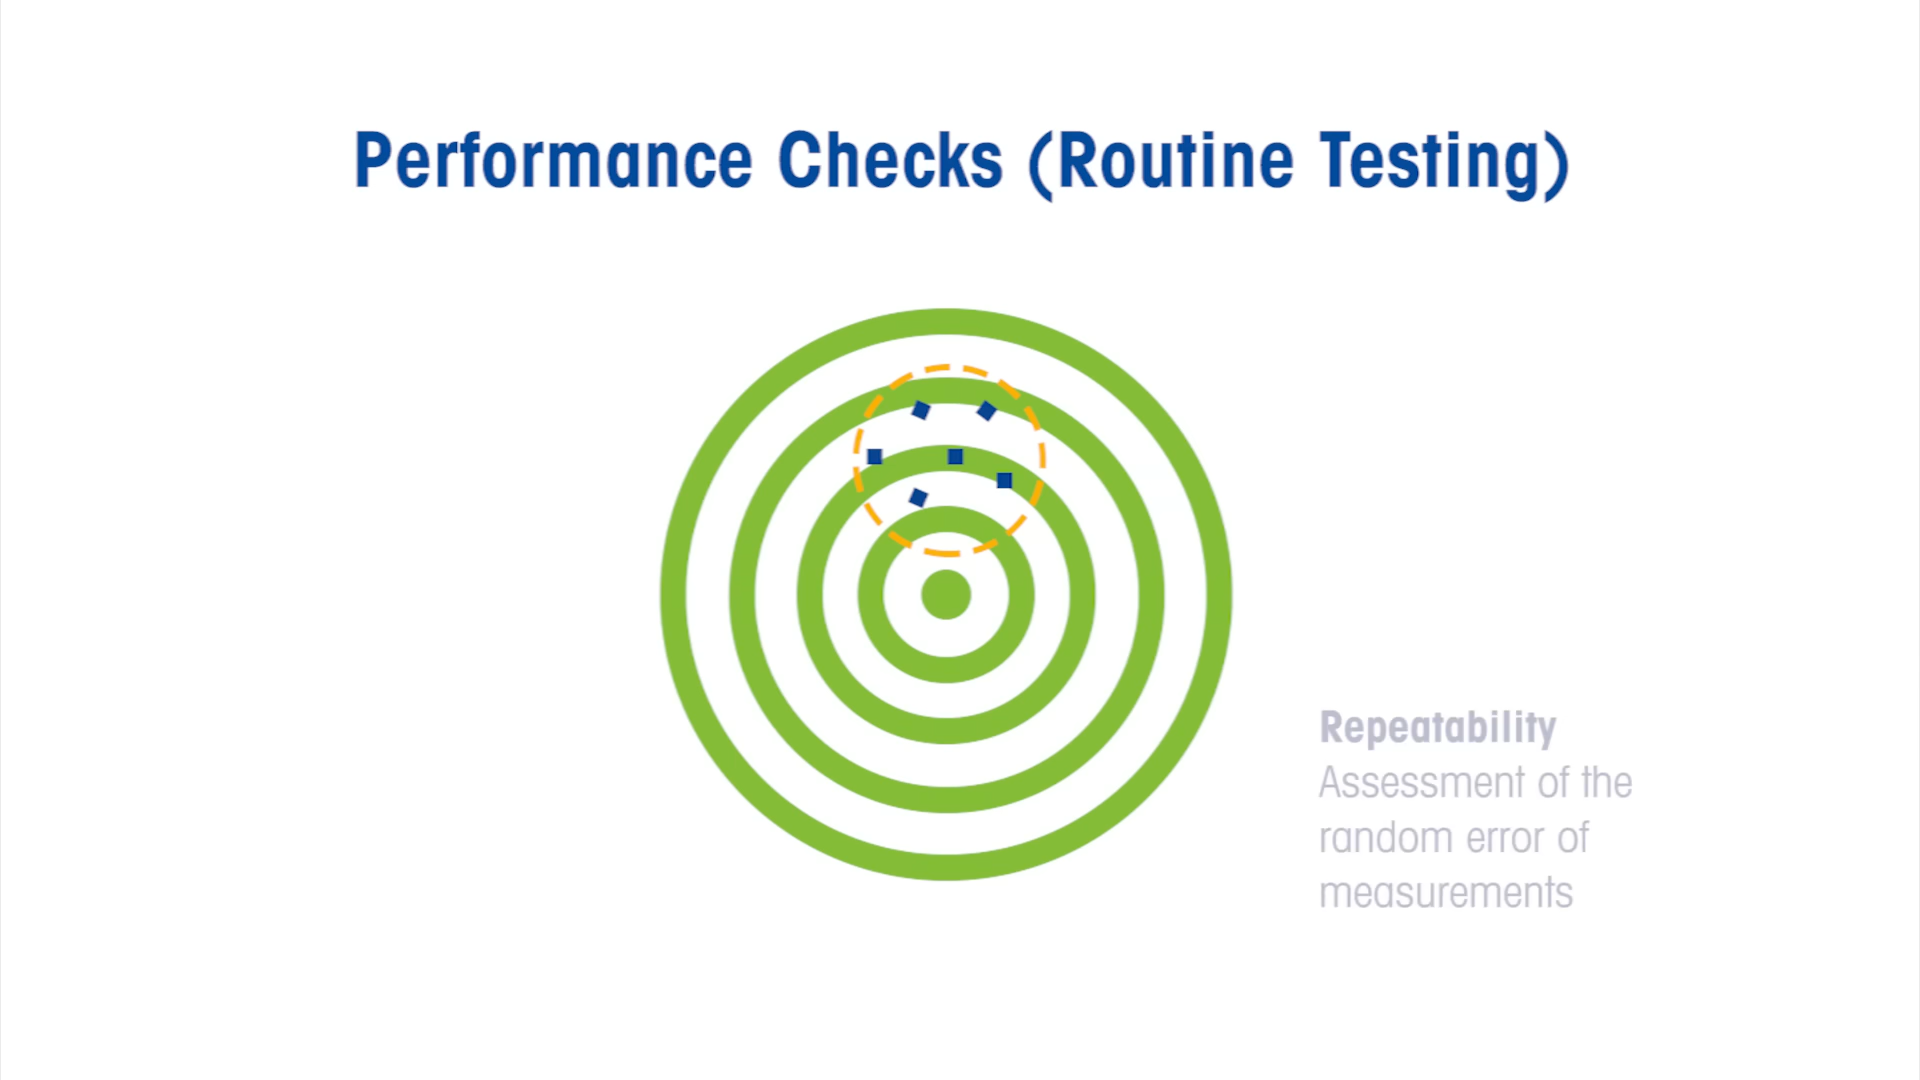 Performance Checks (Routine Testing)
Repeatability
Assessment of the
random error of
measurements